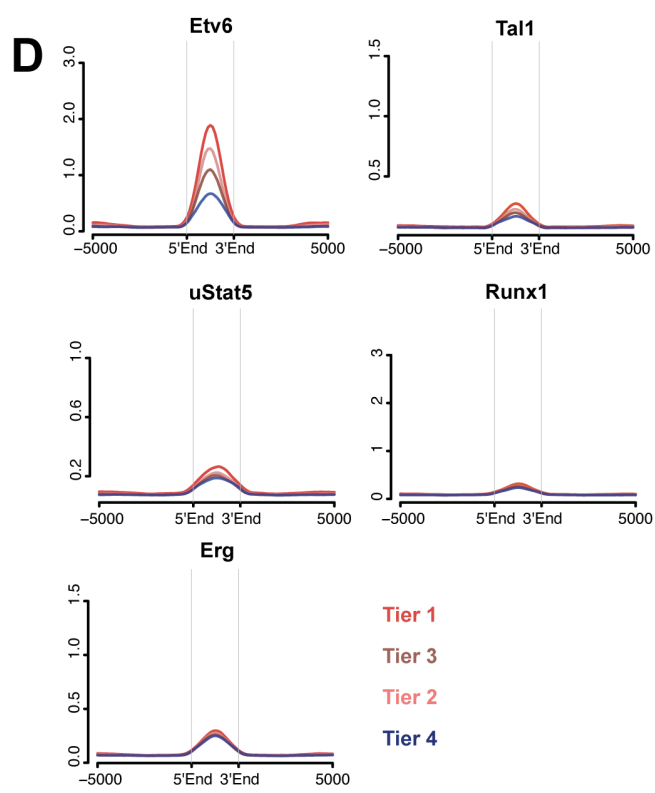 D
Etv6
3.0
2.0
1.0
0.0
−5000 5'End 3'End 5000
Tal1
1.5
1.0
0.5
−5000 5'End 3'End 5000
uStat5
1.0
0.6
0.2
−5000 5'End 3'End 5000
Runx1
3
2
1
0
−5000 5'End 3'End 5000
Erg
1.5
1.0
0.5
0.0
−5000 5'End 3'End 5000
Tier 1
Tier 3
Tier 2
Tier 4